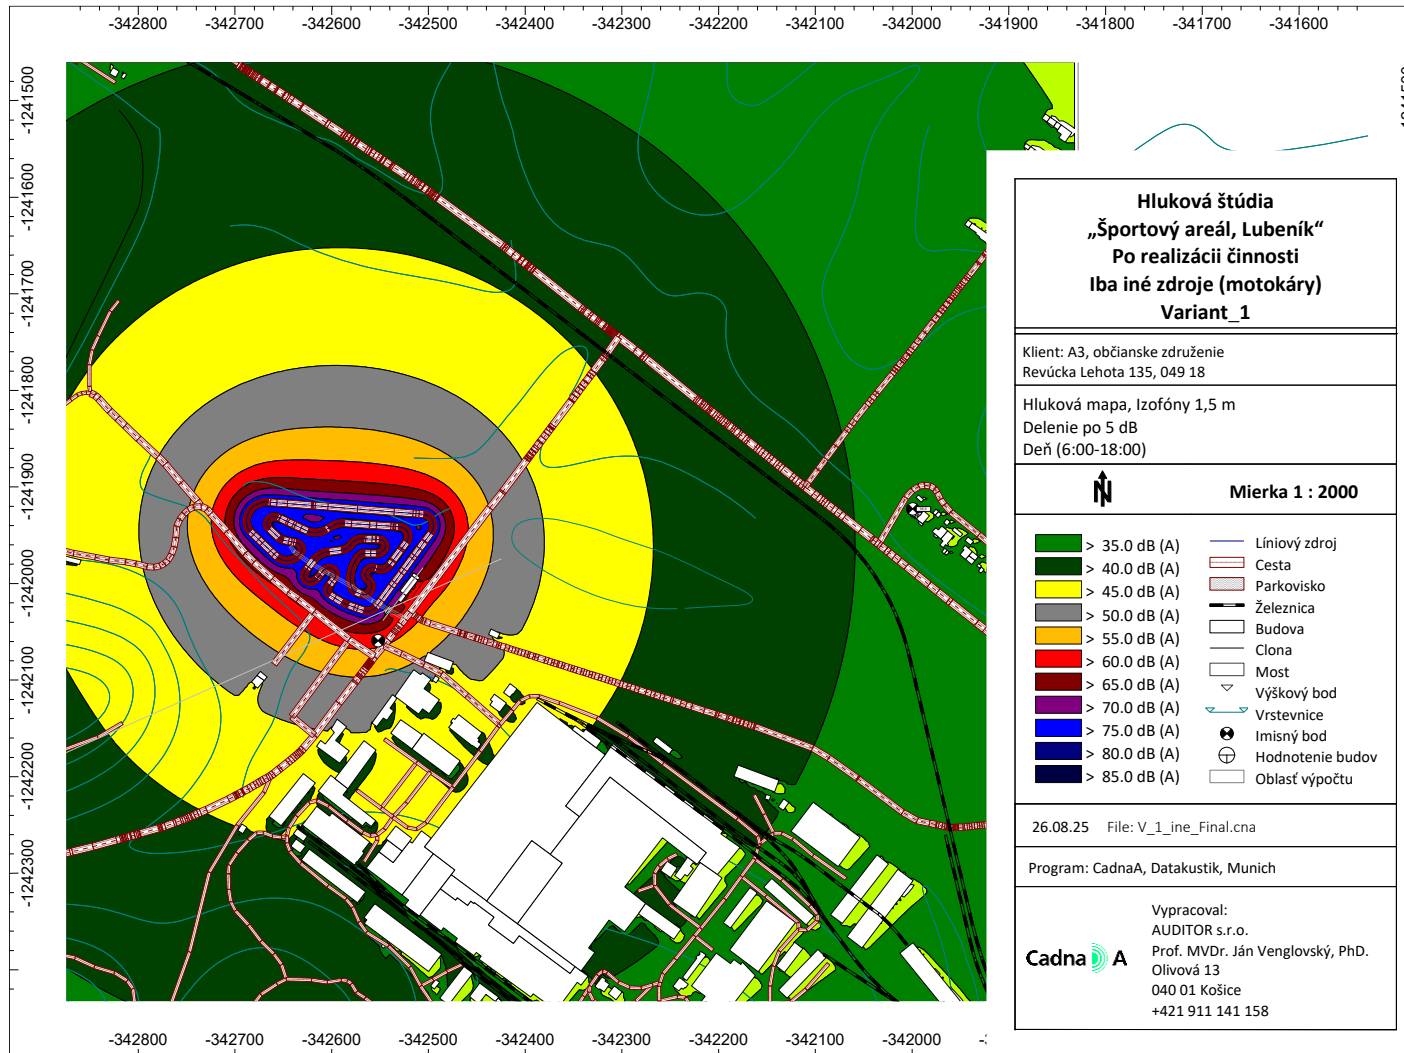 -342800 -342700 -342600 -342500 -342400 -342300 -342200 -342100 -342000 -341900 -341800 -341700 -341600
-1241500
-1241600
-1241700
-1241800
-1241900
-1242000
-1242100
-1242200
-1242300
Hluková štúdia
„Športový areál, Lubeník“
Po realizácii činnosti
Iba iné zdroje (motokáry)
Variant_1
Klient: A3, občianske združenie
Revúcka Lehota 135, 049 18
Hluková mapa, Izofóny 1,5 m
Delenie po 5 dB
Deň (6:00-18:00)
N
Mierka 1 : 2000
> 35.0 dB (A)
> 40.0 dB (A)
> 45.0 dB (A)
> 50.0 dB (A)
> 55.0 dB (A)
> 60.0 dB (A)
> 65.0 dB (A)
> 70.0 dB (A)
> 75.0 dB (A)
> 80.0 dB (A)
> 85.0 dB (A)
Líniový zdroj
Cesta
Parkovisko
Železnica
Budova
Clona
Most
Výškový bod
Vrstevnice
Imisný bod
Hodnotenie budov
Oblasť výpočtu
26.08.25 File: V_1_ine_Final.cna
Program: CadnaA, Datakustik, Munich
Cadna A
Vypracoval:
AUDITOR s.r.o.
Prof. MVDr. Ján Venglovský, PhD.
Olivová 13
040 01 Košice
+421 911 141 158
-342800 -342700 -342600 -342500 -342400 -342300 -342200 -342100 -342000